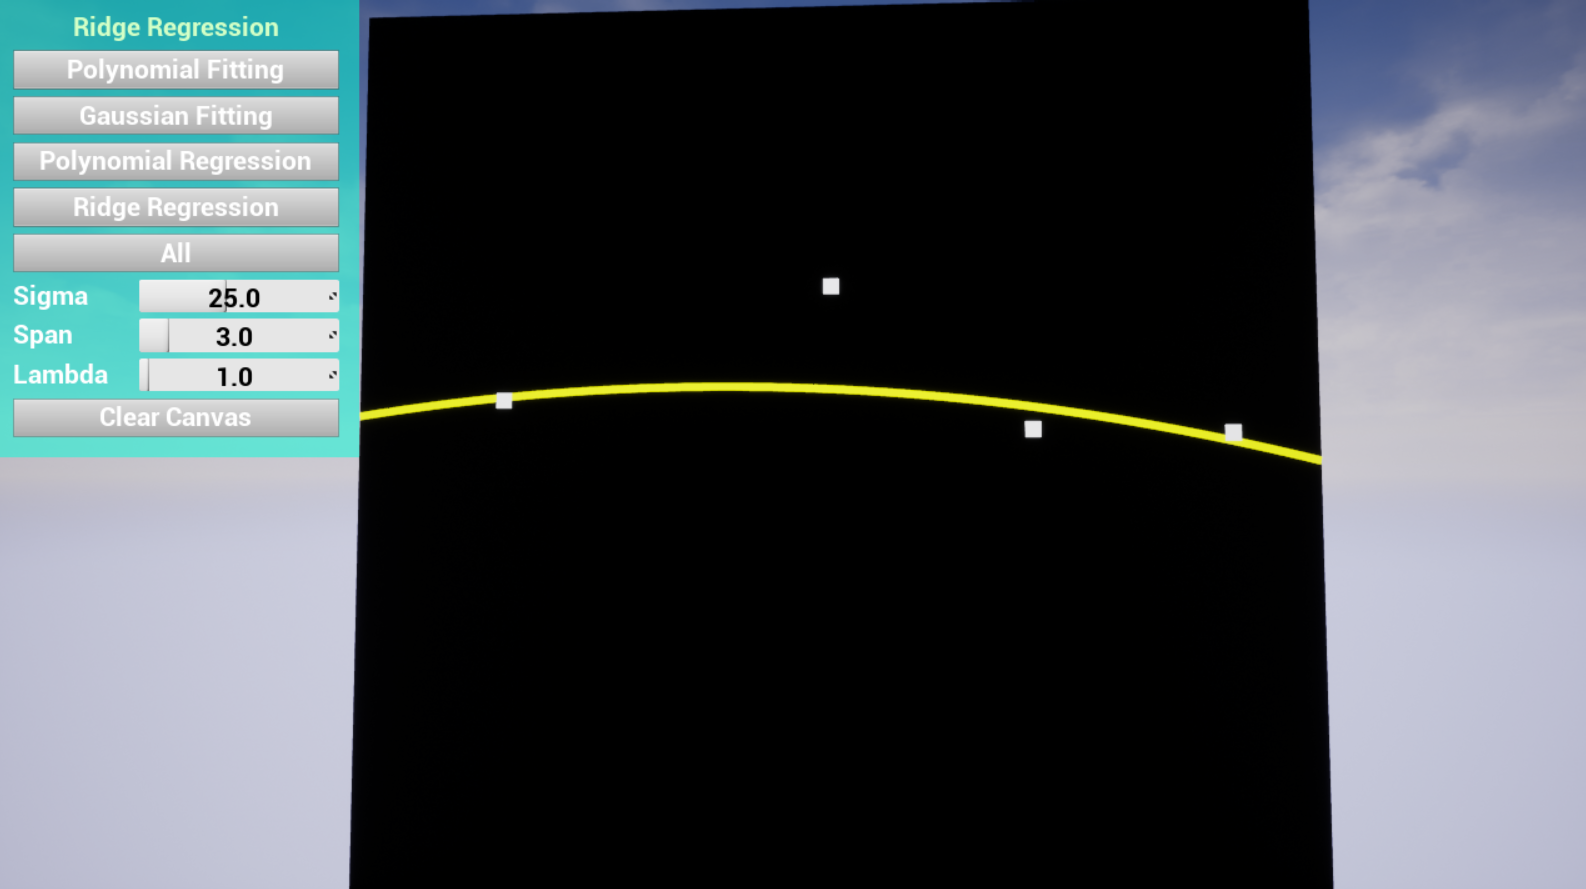 Ridge Regression
Polynomial Fitting
Gaussian Fitting
Polynomial Regression
Ridge Regression
All
Sigma 25.0
Span 3.0
Lambda 1.0
Clear Canvas